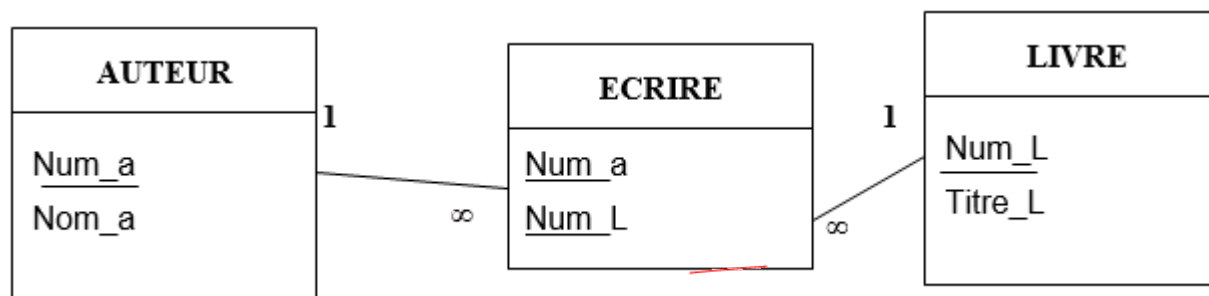 AUTEUR
Num_a
Nom_a
1
∞
ECRIRE
Num_a
Num_L
1
∞
LIVRE
Num_L
Titre_L